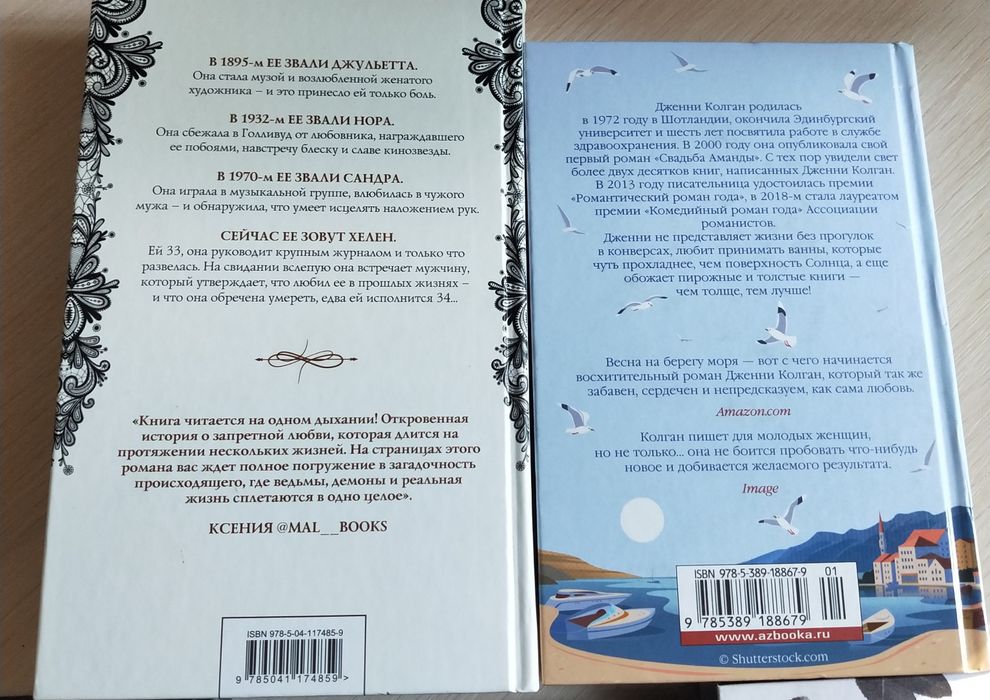 В 1895-м ЕЕ ЗВАЛИ ДЖУЛЬЕТТА.
Она стала музой и возлюбленной женатого
художника – и это принесло ей только боль.
В 1932-м ЕЕ ЗВАЛИ НОРА.
Она сбежала в Голливуд от любовника, награждавшего
ее побоями, навстречу блеску и славе кинозвезды.
В 1970-м ЕЕ ЗВАЛИ САНДРА.
Она играла в музыкальной группе, влюбилась в чужого
мужа – и обнаружила, что умеет исцелять наложением рук.
СЕЙЧАС ЕЕ ЗОВУТ ХЕЛЕН.
Ей 33, она руководит крупным журналом и только что
развелась. На свидании вслепую она встречает мужчину,
который утверждает, что любил ее в прошлых жизнях –
и что она обречена умереть, едва ей исполнится 34...
«Книга читается на одном дыхании! Откровенная
история о запретной любви, которая длится на
протяжении нескольких жизней. На страницах этого
романа вас ждет полное погружение в загадочность
происходящего, где ведьмы, демоны и реальная
жизнь сплетаются в одно целое».
КСЕНИЯ @MAL__BOOKS
ISBN 978-5-04-117485-9
9 785041 174859>
Дженни Колган родилась
в 1972 году в Шотландии, окончила Эдинбургский
университет и шесть лет посвятила работе в службе
здравоохранения. В 2000 году она опубликовала свой
первый роман «Свадьба Аманды». С тех пор увидели свет
более двух десятков книг, написанных Дженни Колган.
В 2013 году писательница удостоилась премии
«Романтический роман года», в 2018-м стала лауреатом
премии «Комедийный роман года» Ассоциации
романистов.
Дженни не представляет жизни без прогулок
в конверсах, любит принимать ванны, которые
чуть прохладнее, чем поверхность Солнца, а еще
обожает пирожные и толстые книги —
чем толще, тем лучше!
Весна на берегу моря — вот с чего начинается
восхитительный роман Дженни Колган, который так же
забавен, сердечен и непредсказуем, как сама любовь.
Amazon.com
Колган пишет для молодых женщин,
но не только... она не боится пробовать что-нибудь
новое и добивается желаемого результата.
Image
ISBN 978-5-389-18867-9 01
9 785389 188679
www.azbooka.ru
© Shutterstock.com